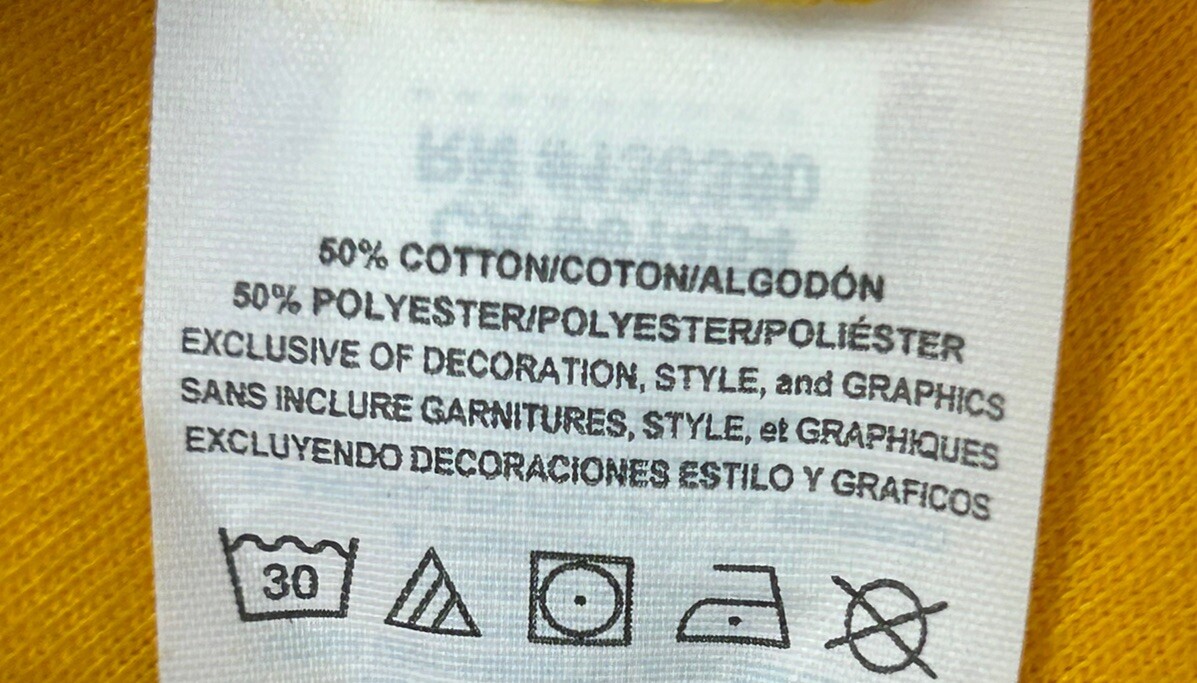 50% COTTON/COTON/ALGODÓN
50% POLYESTER/POLYESTER/POLIÉSTER
EXCLUSIVE OF DECORATION, STYLE, and GRAPHICS
SANS INCLURE GARNITURES, STYLE, et GRAPHIQUES
EXCLUYENDO DECORACIONES ESTILO Y GRAFICOS
30